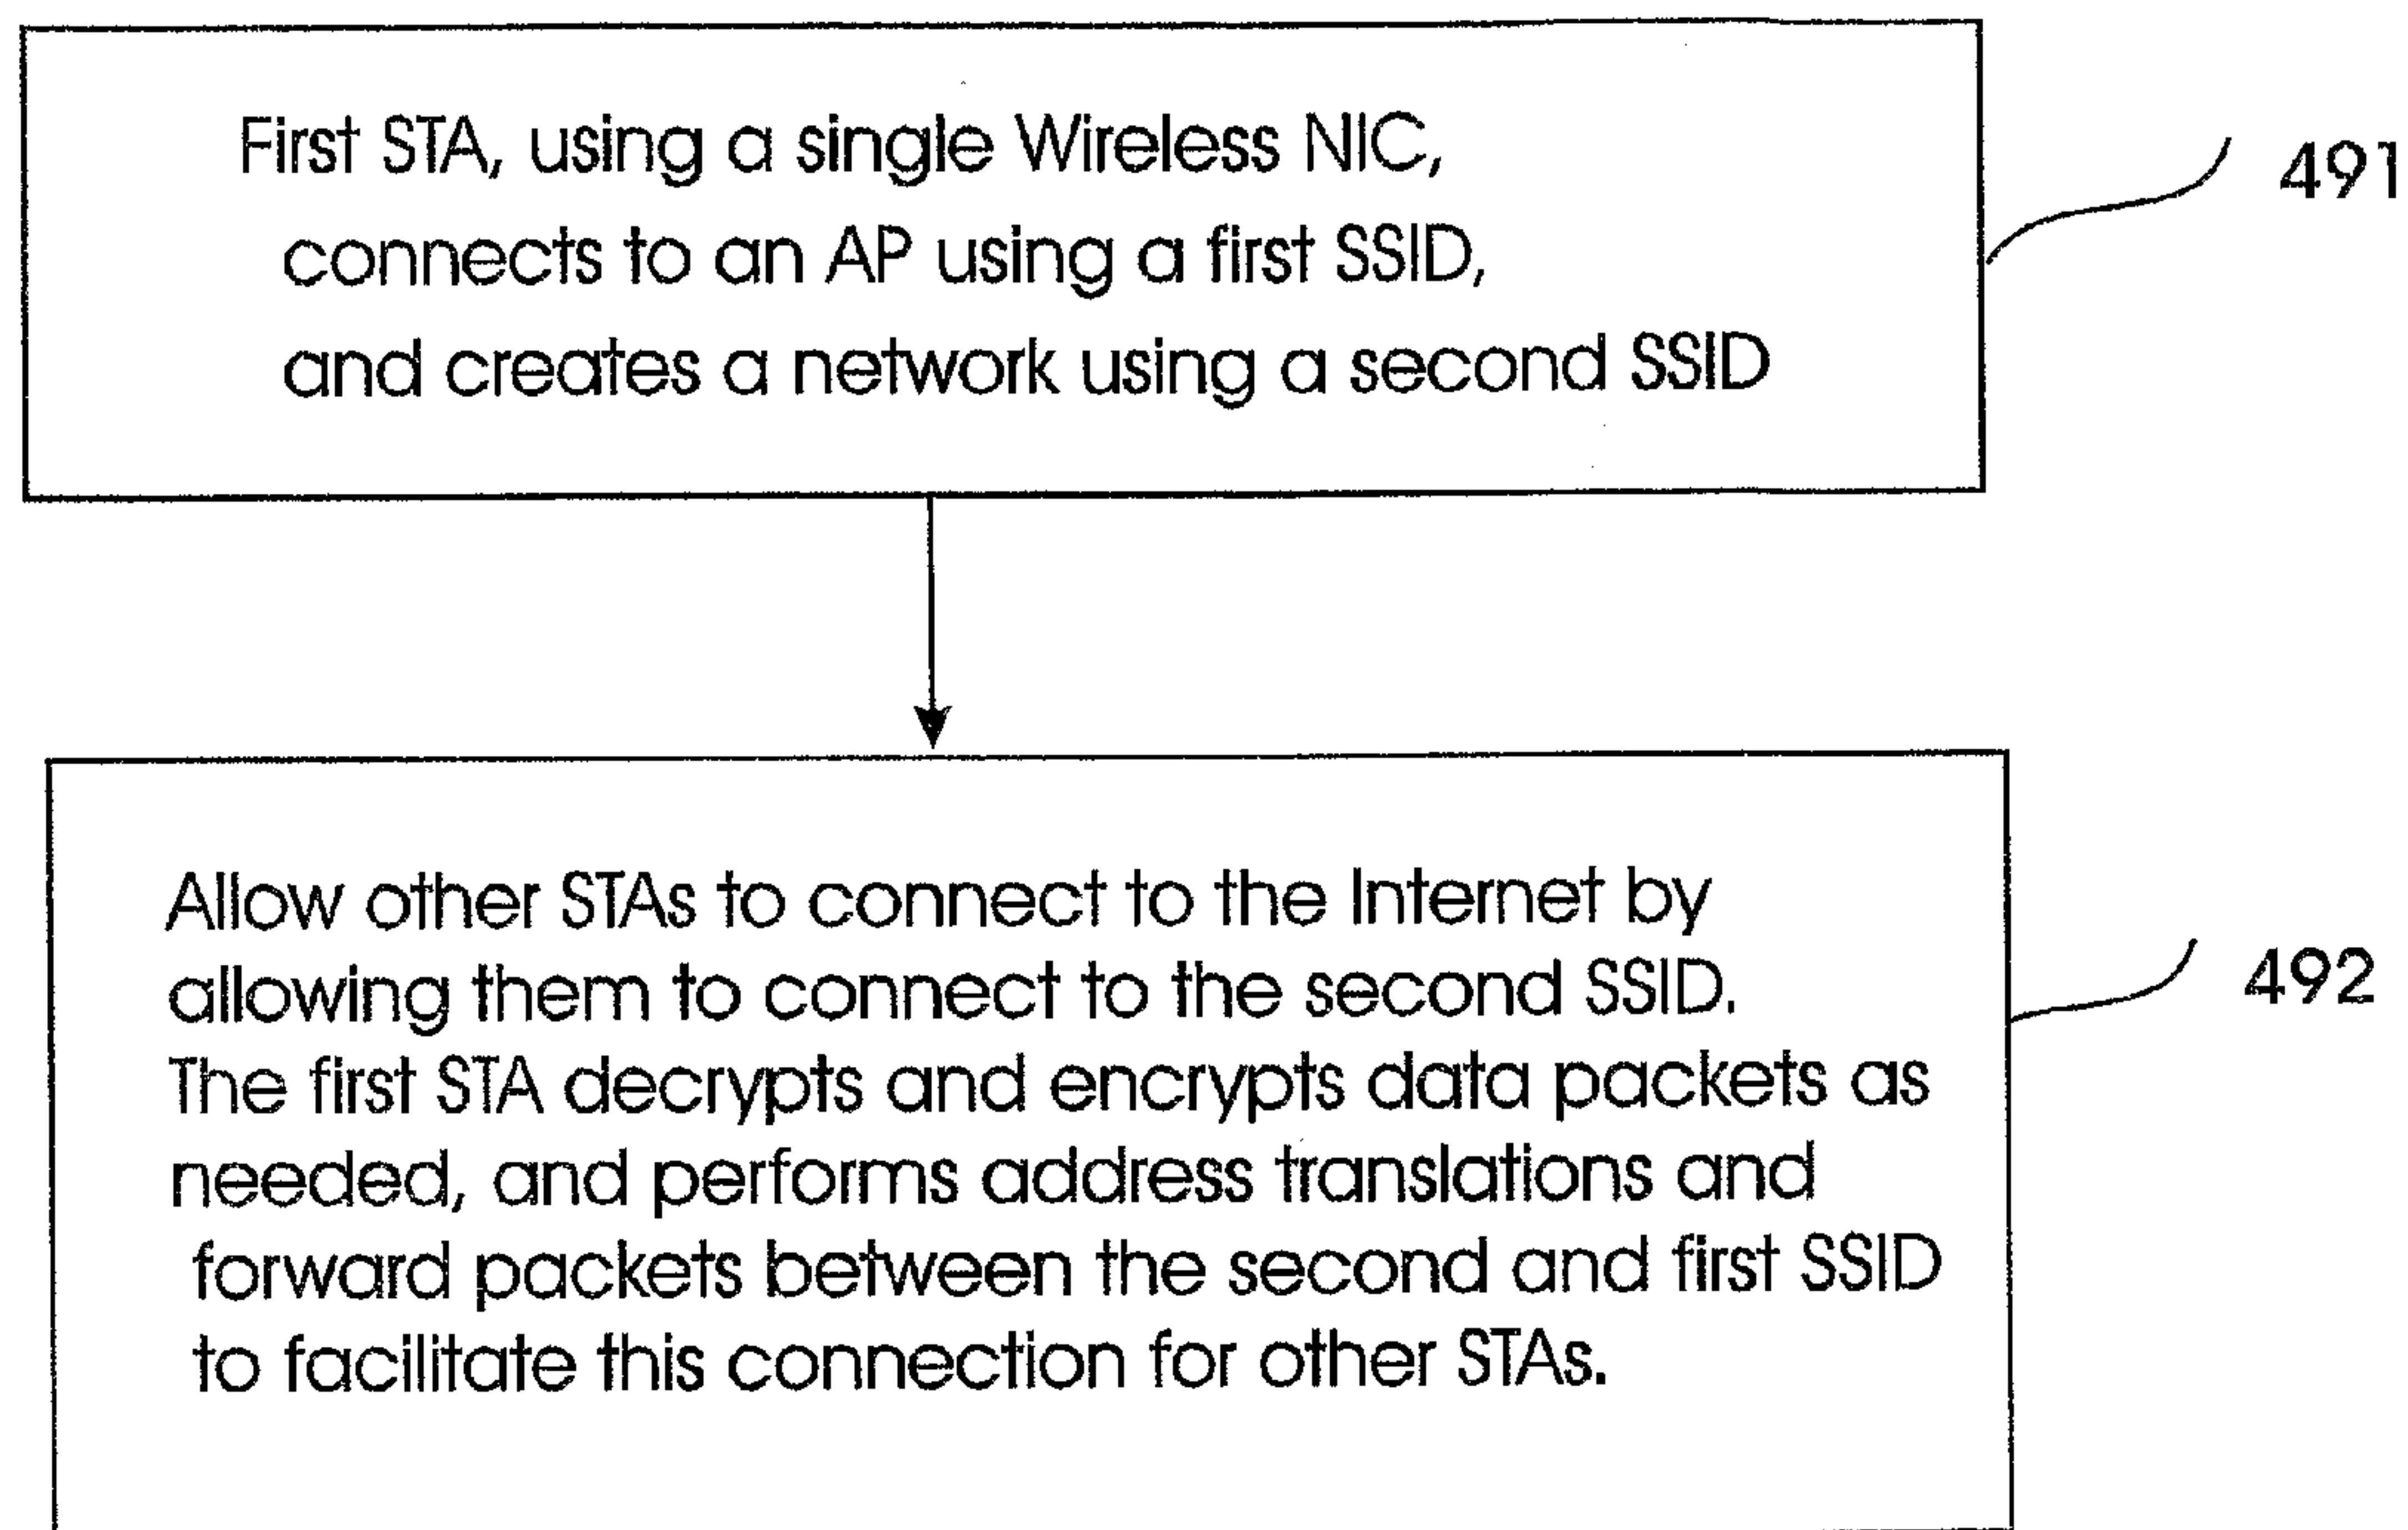 First STA, using a single Wireless NIC,
connects to an AP using a first SSID,
and creates a network using a second SSID
491
Allow other STAs to connect to the Internet by
allowing them to connect to the second SSID.
The first STA decrypts and encrypts data packets as
needed, and performs address translations and
forward packets between the second and first SSID
to facilitate this connection for other STAs.
492